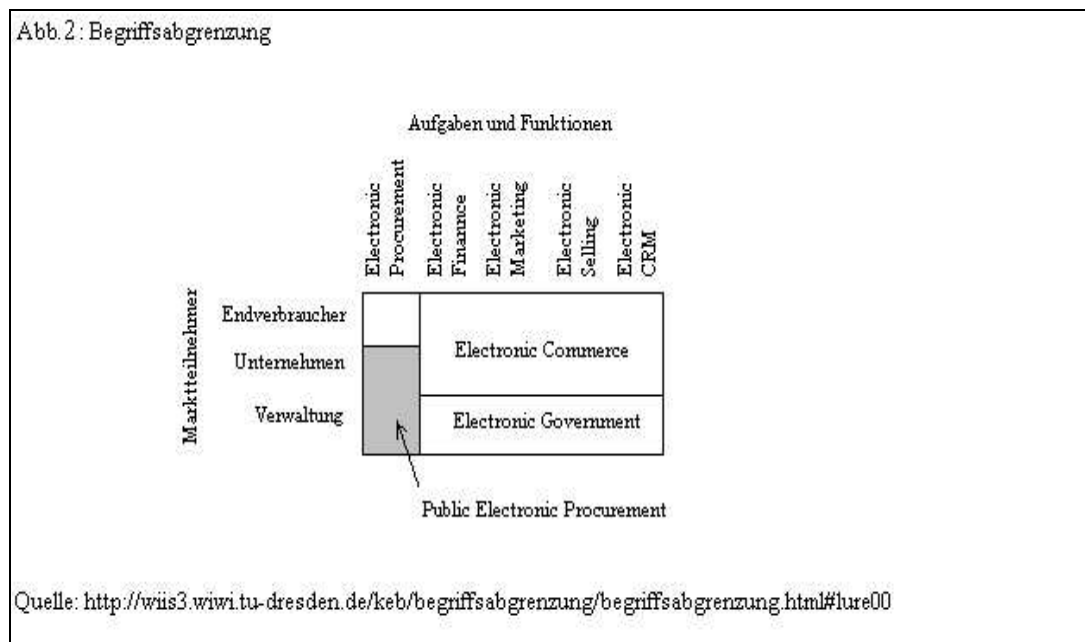 Abb.2: Begriffsabgrenzung
Aufgaben und Funktionen
Electronic
Procurement
Electronic
Finannce
Electronic
Marketing
Electronic
Selling
Electronic
CRM
Marktteilnehmer
Endverbraucher
Unternehmen
Verwaltung
Electronic Commerce
Electronic Government
Public Electronic Procurement
Quelle: http://wiis3.wiwi.tu-dresden.de/keb/begriffsabgrenzung/begriffsabgrenzung.html#lure00